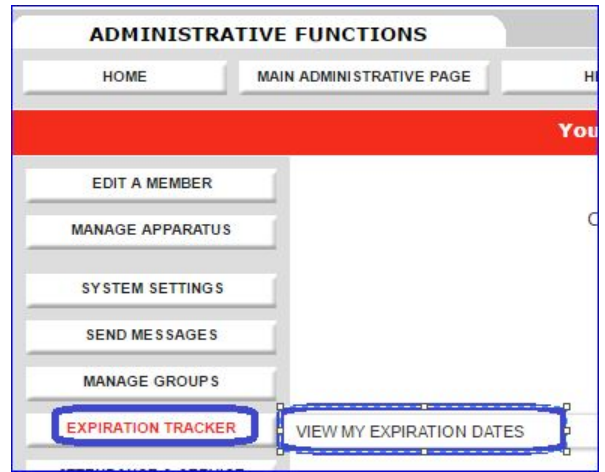 ADMINISTRATIVE FUNCTIONS
HOME
MAIN ADMINISTRATIVE PAGE
You
EDIT A MEMBER
MANAGE APPARATUS
SYSTEM SETTINGS
SEND MESSAGES
MANAGE GROUPS
EXPIRATION TRACKER
VIEW MY EXPIRATION DATES